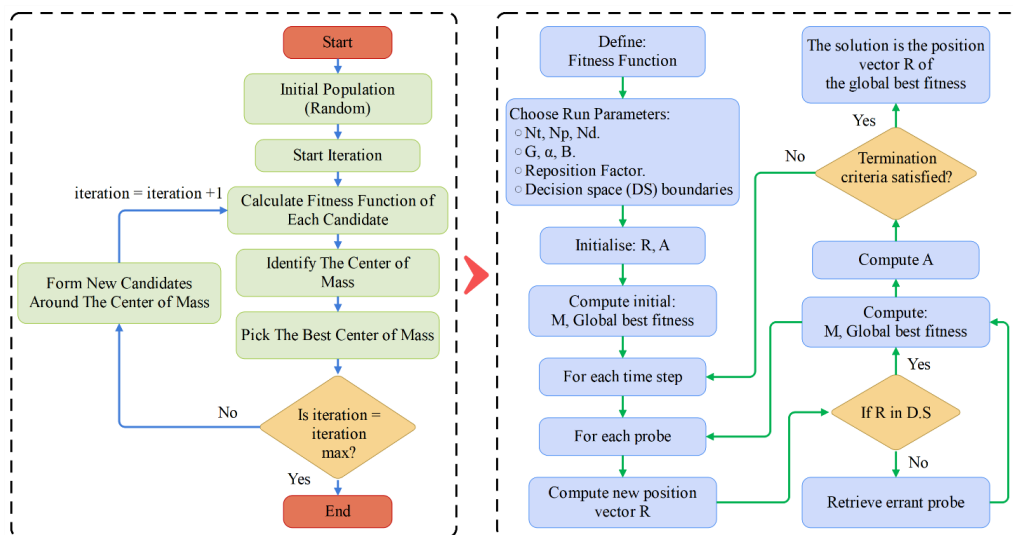 Start
Initial Population
(Random)
Start Iteration
iteration = iteration +1
Calculate Fitness Function of
Each Candidate
Identify The Center of
Mass
Form New Candidates
Around The Center of Mass
Pick The Best Center of Mass
No
Is iteration =
iteration
max?
Yes
End
Define:
Fitness Function
Choose Run Parameters:
○ Nt, Np, Nd.
○ G, α, B.
○ Reposition Factor.
○ Decision space (DS) boundaries
Initialise: R, A
Compute initial:
M, Global best fitness
For each time step
For each probe
Compute new position
vector R
The solution is the position
vector R of
the global best fitness
Yes
No
Termination
criteria satisfied?
Compute A
Compute:
M, Global best fitness
Yes
If R in D.S
No
Retrieve errant probe